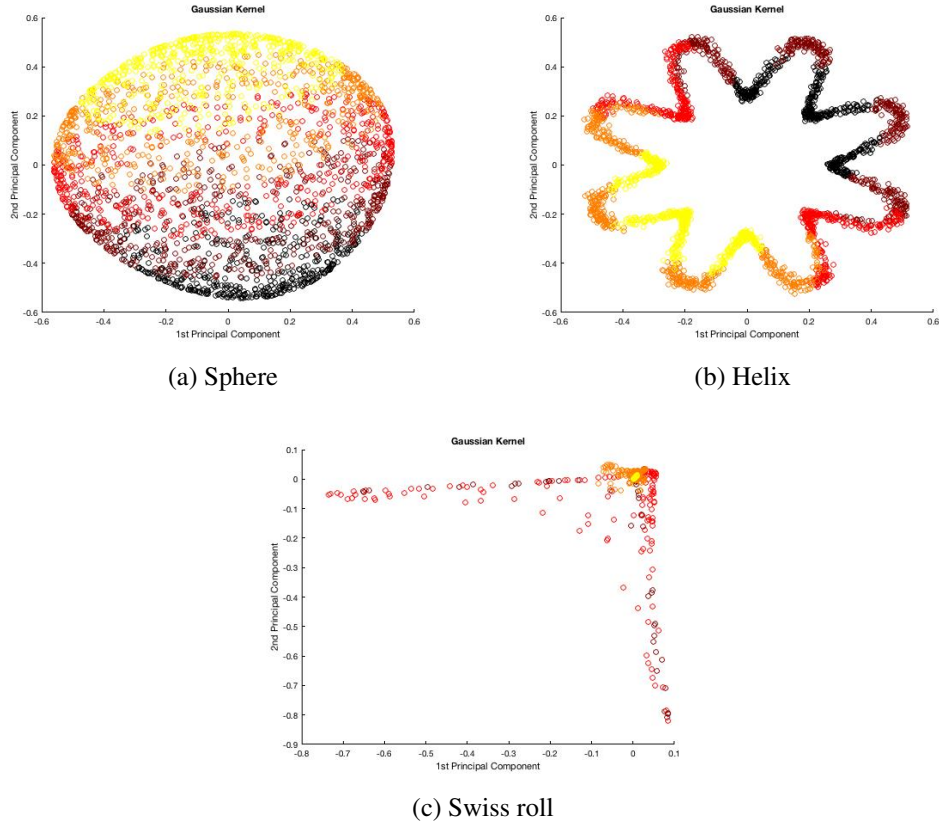 Gaussian Kernel
0.6
0.4
0.2
0
-0.2
-0.4
-0.6
2nd Principal Component
-0.6 -0.4 -0.2 0 0.2 0.4 0.6
1st Principal Component
(a) Sphere
Gaussian Kernel
0.6
0.4
0.2
0
-0.2
-0.4
-0.6
2nd Principal Component
-0.6 -0.4 -0.2 0 0.2 0.4 0.6
1st Principal Component
(b) Helix
Gaussian Kernel
0.1
0
-0.1
-0.2
-0.3
-0.4
-0.5
-0.6
-0.7
-0.8
-0.9
2nd Principal Component
-0.8 -0.7 -0.6 -0.5 -0.4 -0.3 -0.2 -0.1 0 0.1
1st Principal Component
(c) Swiss roll